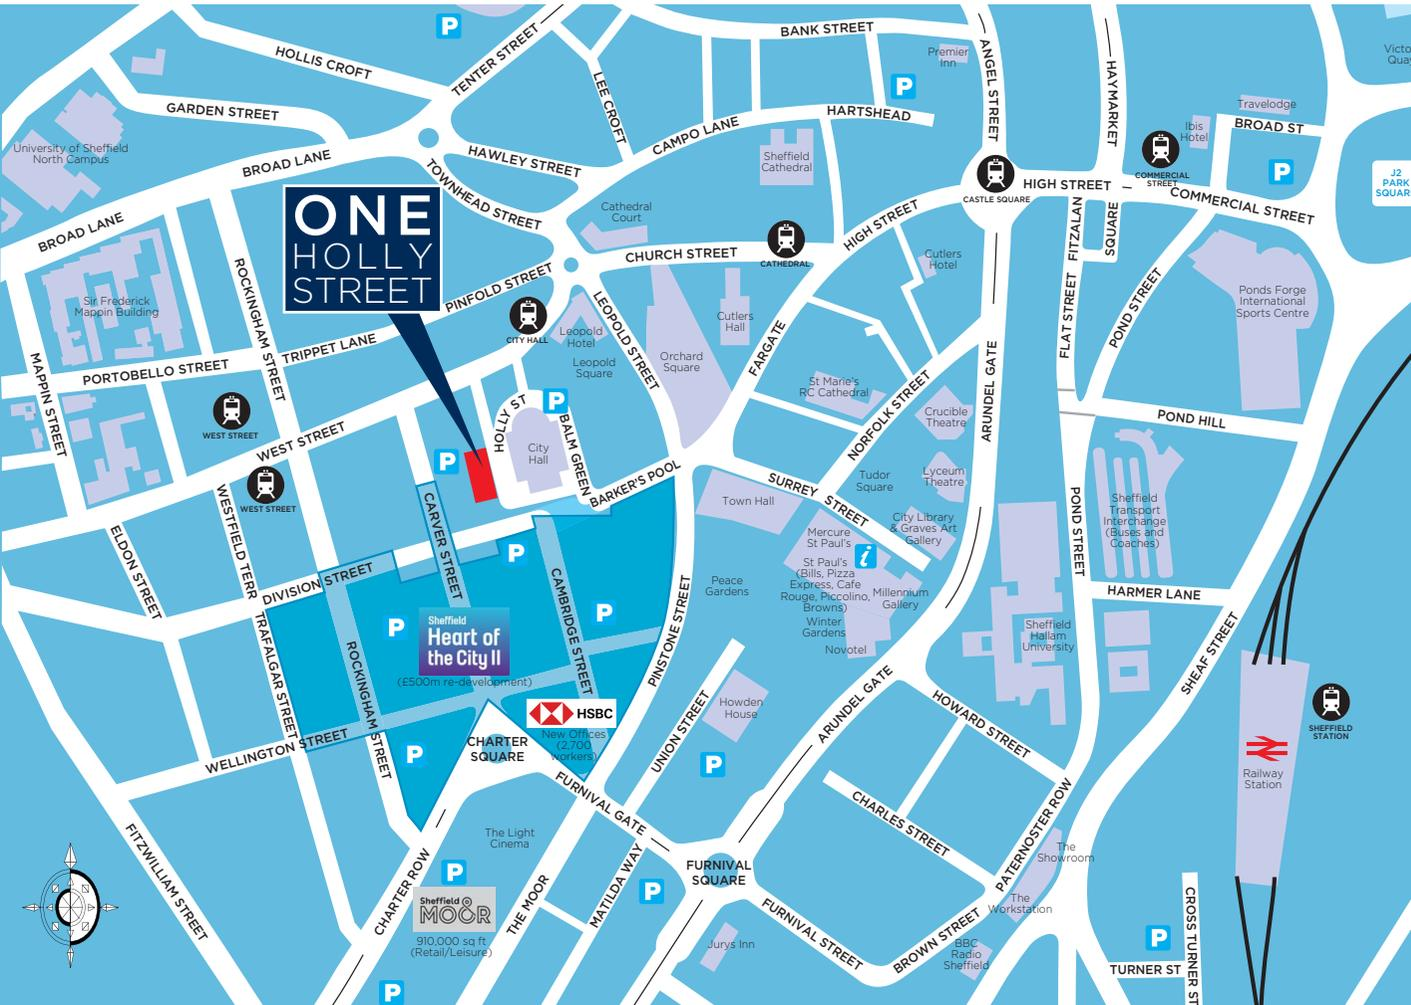 P
BANK STREET
HOLLIS CROFT
TENTER STREET
LEE CROFT
ANGEL STREET
HAYMARKET
Premier
Inn
P
GARDEN STREET
HARTSHEAD
Travelodge
BROAD ST
Ibis
Hotel
University of Sheffield
North Campus
BROAD LANE
HAWLEY STREET
CAMPO LANE
Sheffield
Cathedral
COMMERCIAL
STREET
P
J2
PARK
TOWNHEAD STREET
CASTLE SQUARE
HIGH STREET
COMMERCIAL STREET
BROAD LANE
ONE
HOLLY
STREET
Cathedral
Court
CHURCH STREET
CATHEDRAL
HIGH STREET
FITZALAN
SQUARE
Cutlers
Hotel
Sir Frederick
Mappin Building
ROCKINGHAM STREET
PINFOLD STREET
CITY HALL
Leopold
Hotel
Leopold
Square
LEOPOLD STREET
Orchard
Square
Cutlers
Hall
FARGATE
FLAT STREET
POND STREET
Ponds Forge
International
Sports Centre
TRIPPET LANE
PORTOBELLO STREET
MAPPIN STREET
WEST STREET
WEST STREET
P
HOLLY ST
City
Hall
BALM GREEN
St Marie's
RC Cathedral
NORFOLK STREET
Crucible
Theatre
ARUNDEL GATE
POND HILL
P
BARKER'S POOL
SURREY STREET
Tudor
Square
Lyceum
Theatre
WEST STREET
WESTFIELD TERR
CARVER STREET
Town Hall
City Library
& Graves Art
Gallery
Sheffield
Transport
Interchange
(Buses and
Coaches)
POND STREET
ELDON STREET
DIVISION STREET
P
Mercure
St Paul's
St Paul's
(Bills, Pizza
Express, Cafe
Rouge, Piccolino,
Browns)
Millennium
Gallery
Winter
Gardens
Novotel
Peace
Gardens
HARMER LANE
TRAFALGAR STREET
ROCKINGHAM STREET
P
Sheffield
Heart of
the City II
(£500m re-development)
CAMBRIDGE STREET
P
PINSTONE STREET
Sheffield
Hallam
University
SHEAF STREET
WELLINGTON STREET
P
CHARTER
SQUARE
HSBC
New Offices
(2,700
workers)
UNION STREET
Howden
House
P
ARUNDEL GATE
HOWARD STREET
SHEFFIELD
STATION
Railway
Station
FURNIVAL GATE
FITZWILLIAM STREET
The Light
Cinema
CHARLES STREET
PATERNOSTER ROW
The
Showroom
CHARTER ROW
P
Sheffield
MOOR
910,000 sq ft
(Retail/Leisure)
THE MOOR
MATILDA WAY
P
FURNIVAL
SQUARE
The
Workstation
Jurys Inn
FURNIVAL STREET
BROWN STREET
BBC
Radio
Sheffield
P
TURNER ST
CROSS TURNER ST
P